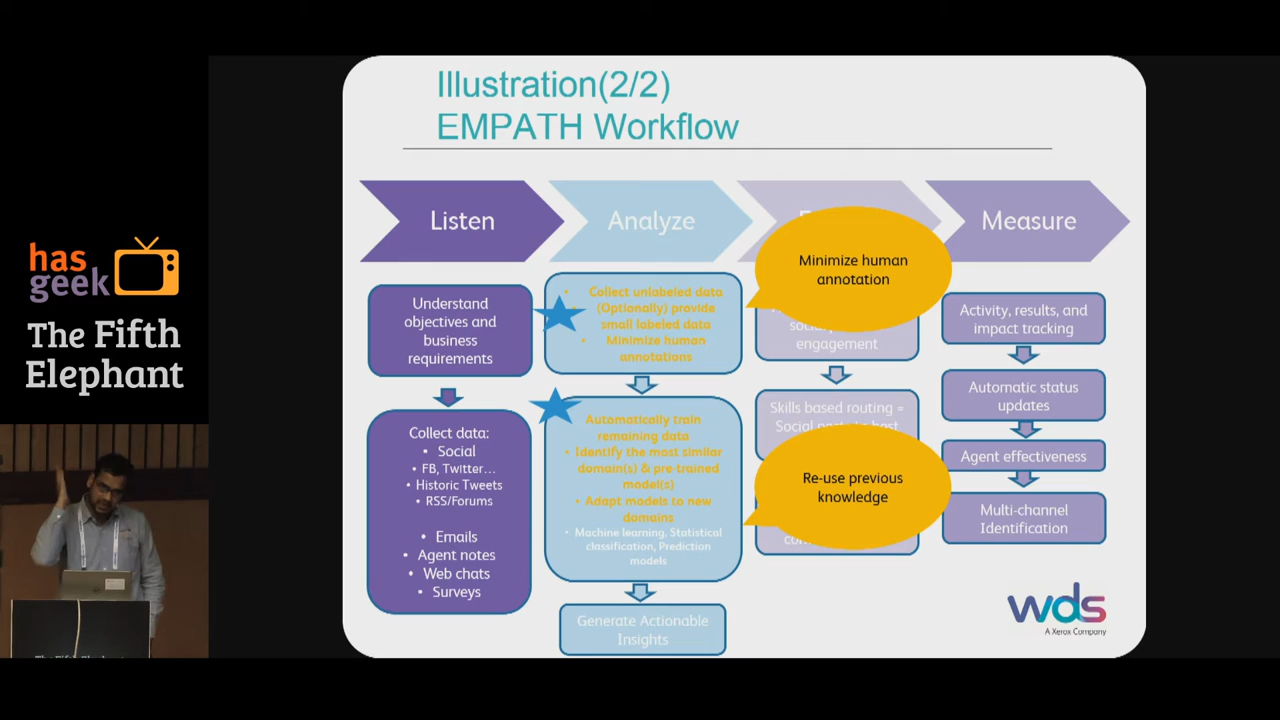 Illustration(2/2)
EMPATH Workflow
Listen
Analyze
Measure
Understand
objectives and
business
requirements
Collect data:
• Social
• FB, Twitter...
• Historic Tweets
• RSS/Forums
• Emails
• Agent notes
• Web chats
• Surveys
• Collect unlabeled data
• (Optionally) provide
small labeled data
• Minimize human
annotations
Automatically train
remaining data
• Identify the most similar
domain(s) & pre-trained
model(s)
• Adapt models to new
domains
• Machine learning, Statistical
classification, Prediction
models
Generate Actionable
Insights
Minimize human
annotation
engagement
Skills based routing =
Social
Re-use previous
knowledge
Activity, results, and
impact tracking
Automatic status
updates
Agent effectiveness
Multi-channel
Identification
wds
A Xerox Company
has
geek
The Fifth
Elephant
The Fifth Elephant